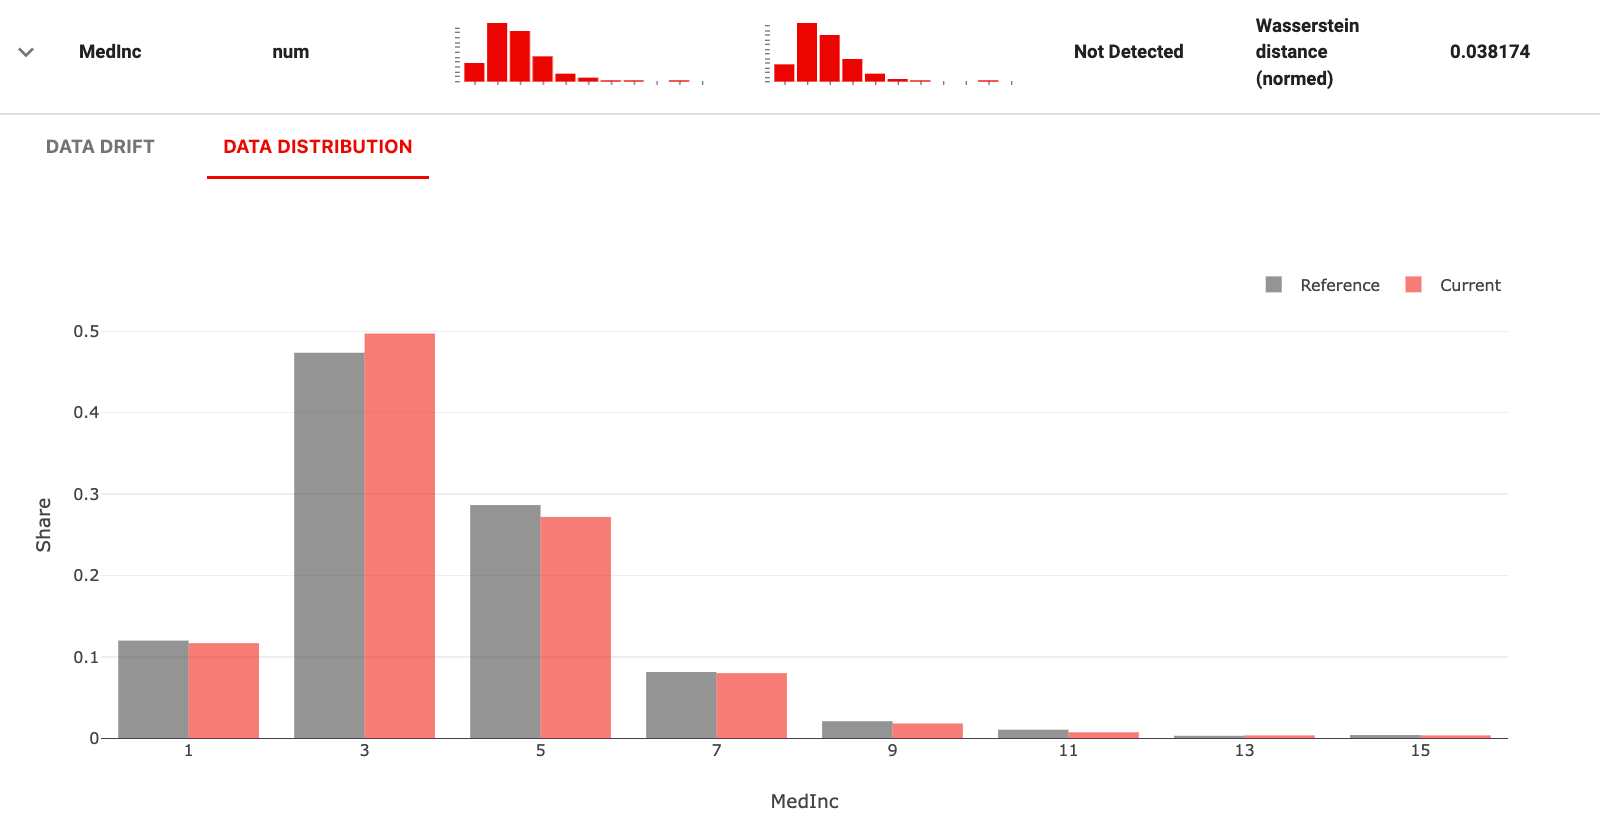 MedInc num Not Detected Wasserstein distance (normed) 0.038174
DATA DRIFT DATA DISTRIBUTION
Reference Current
0.5
0.4
0.3
0.2
0.1
0
Share
1 3 5 7 9 11 13 15
MedInc